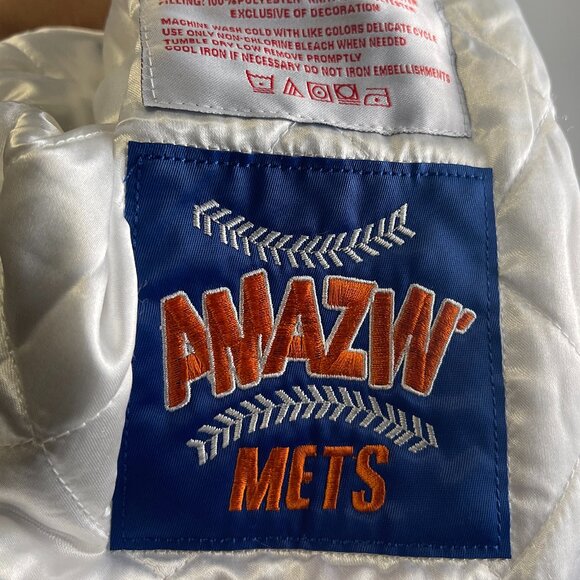 FILLING: 100% POLYESTER
EXCLUSIVE OF DECORATION
MACHINE WASH COLD WITH LIKE COLORS DELICATE CYCLE
USE ONLY NON-CHLORINE BLEACH WHEN NEEDED
TUMBLE DRY LOW REMOVE PROMPTLY
COOL IRON IF NECESSARY DO NOT IRON EMBELLISHMENTS
AMAZIN'
METS